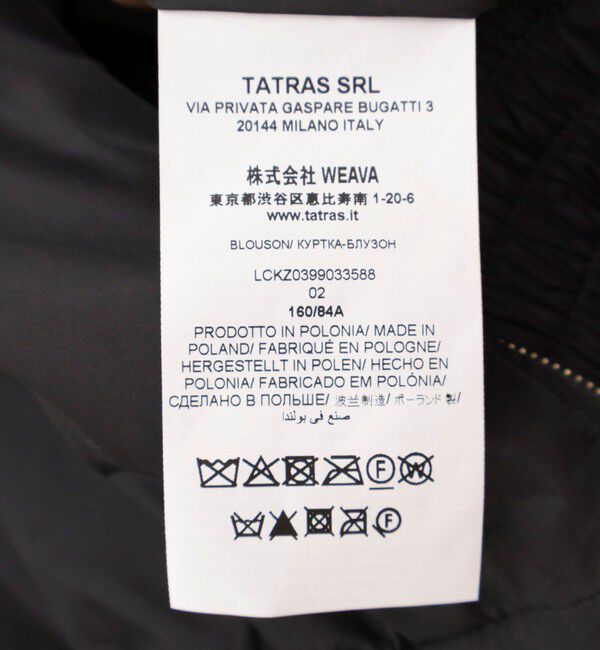 TATRAS SRL
VIA PRIVATA GASPARE BUGATTI 3
20144 MILANO ITALY
株式会社 WEAVA
東京都渋谷区恵比寿南 1-20-6
www.tatras.it
BLOUSON/ КУРТКА-БЛУЗОН
LCKZ0399033588
02
160/84A
PRODOTTO IN POLONIA/ MADE IN
POLAND/ FABRIQUÉ EN POLOGNE/
HERGESTELLT IN POLEN/ HECHO EN
POLONIA/ FABRICADO EM POLÓNIA/
СДЕЛАНО В ПОЛЬШЕ/ 波兰制造/ ポーランド製/
صنع في بولندا
F W
F